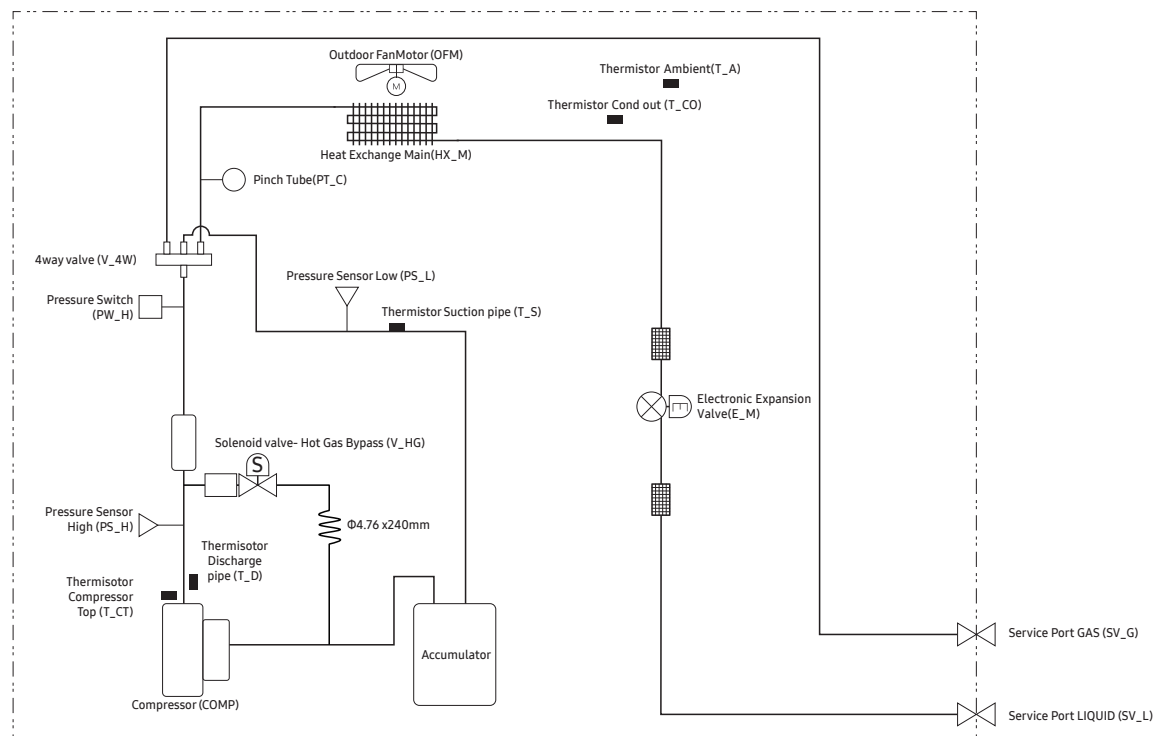 Outdoor FanMotor (OFM)
M
Thermistor Ambient(T_A)
Thermistor Cond out (T_CO)
Heat Exchange Main(HX_M)
Pinch Tube(PT_C)
4way valve (V_4W)
Pressure Sensor Low (PS_L)
Pressure Switch
(PW_H)
Thermistor Suction pipe (T_S)
Electronic Expansion
Valve(E_M)
E
Solenoid valve- Hot Gas Bypass (V_HG)
S
Pressure Sensor
High (PS_H)
Φ4.76 x240mm
Thermisotor
Discharge
pipe (T_D)
Thermisotor
Compressor
Top (T_CT)
Accumulator
Compressor (COMP)
Service Port GAS (SV_G)
Service Port LIQUID (SV_L)